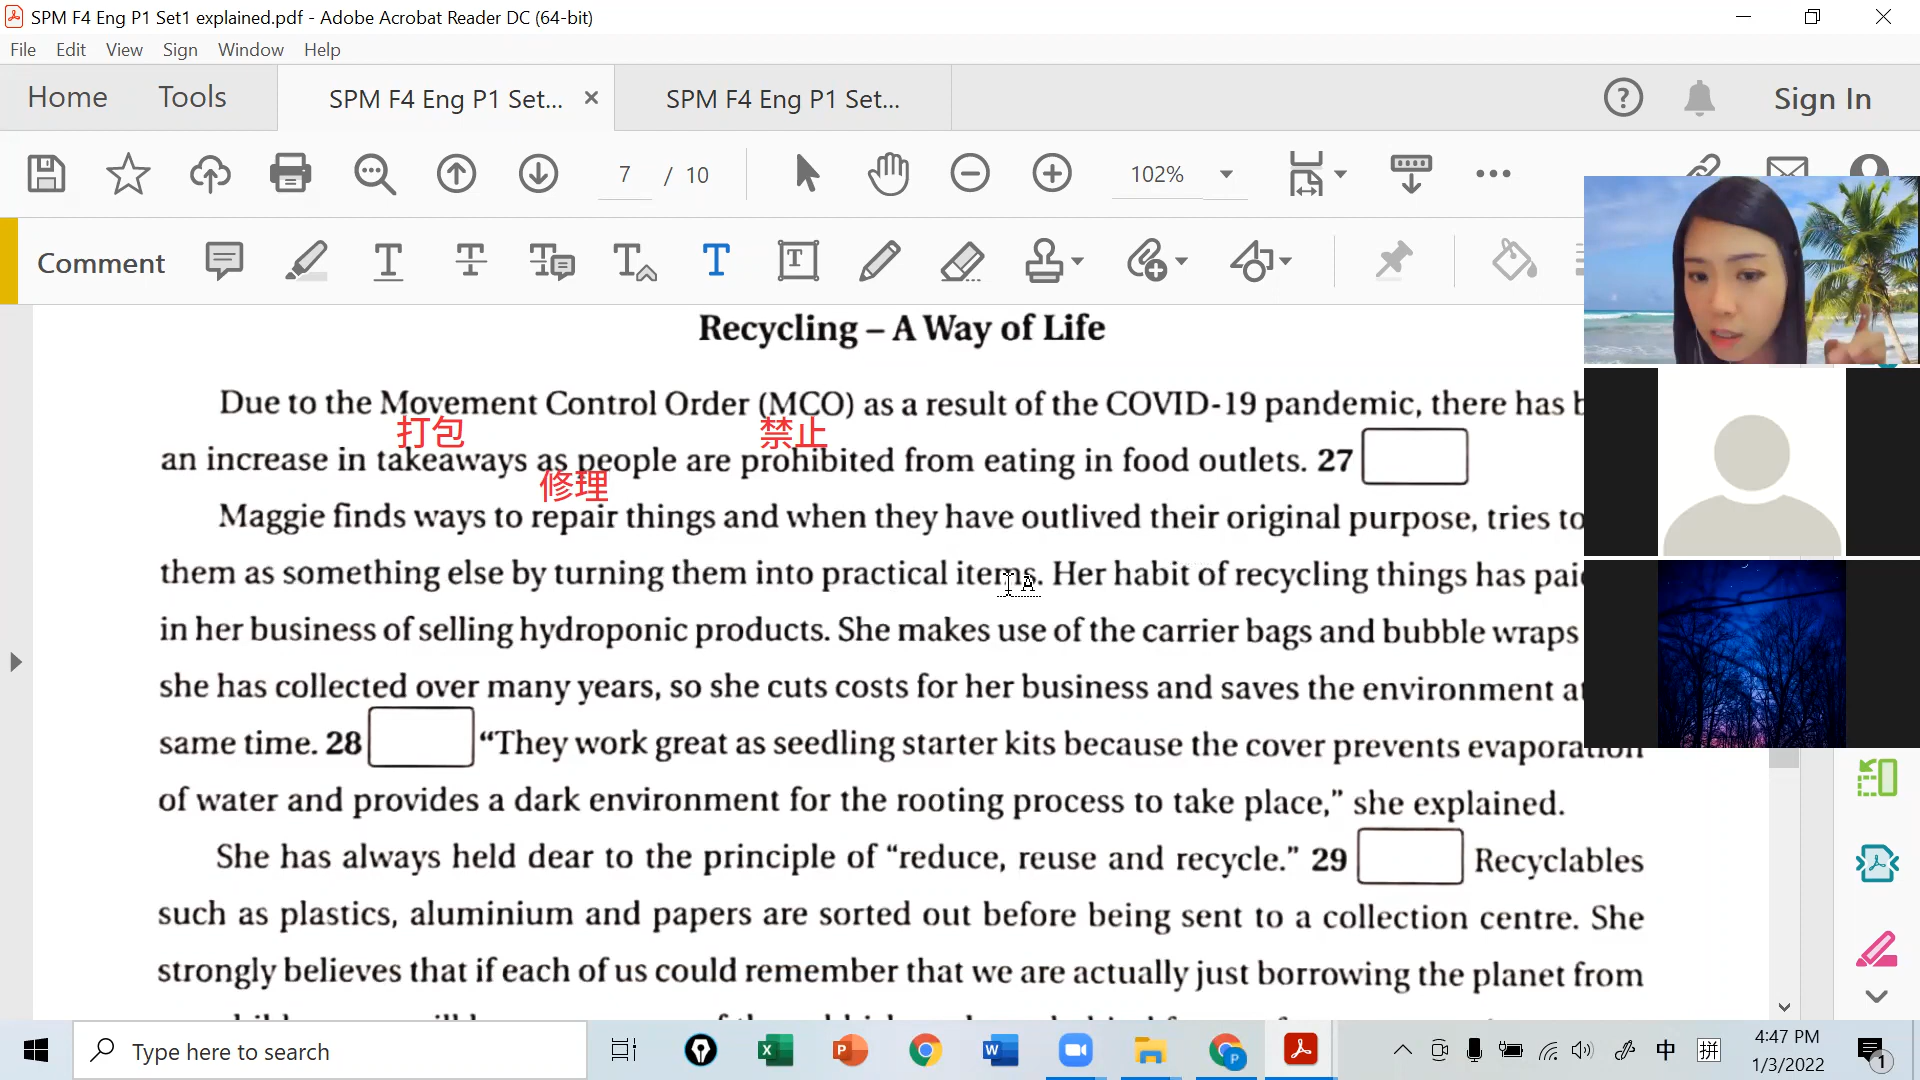 SPM F4 Eng P1 Set1 explained.pdf - Adobe Acrobat Reader DC (64-bit)
File Edit View Sign Window Help
Home Tools SPM F4 Eng P1 Set... SPM F4 Eng P1 Set... Sign In
7 / 10 102%
Comment
Recycling – A Way of Life
Due to the Movement Control Order (MCO) as a result of the COVID-19 pandemic, there has
打包 禁止
an increase in takeaways as people are prohibited from eating in food outlets. 27
修理
Maggie finds ways to repair things and when they have outlived their original purpose, tries to
them as something else by turning them into practical items. Her habit of recycling things has
in her business of selling hydroponic products. She makes use of the carrier bags and bubble wraps
she has collected over many years, so she cuts costs for her business and saves the environment
same time. 28 “They work great as seedling starter kits because the cover prevents evaporation
of water and provides a dark environment for the rooting process to take place,” she explained.
She has always held dear to the principle of “reduce, reuse and recycle.” 29 Recyclables
such as plastics, aluminium and papers are sorted out before being sent to a collection centre. She
strongly believes that if each of us could remember that we are actually just borrowing the planet from
Type here to search
中 拼 4:47 PM
1/3/2022
1